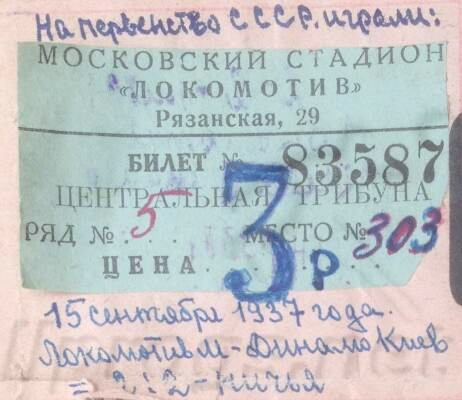 На первенство СССР. играли:
МОСКОВСКИЙ СТАДИОН
«ЛОКОМОТИВ»
Рязанская, 29
БИЛЕТ № 83587
ЦЕНТРАЛЬНАЯ ТРИБУНА
РЯД № 5 МЕСТО № 303
ЦЕНА 3 р
15 сентября 1937 года.
Локомотив М - Динамо Киев
= 2:2 - ничья